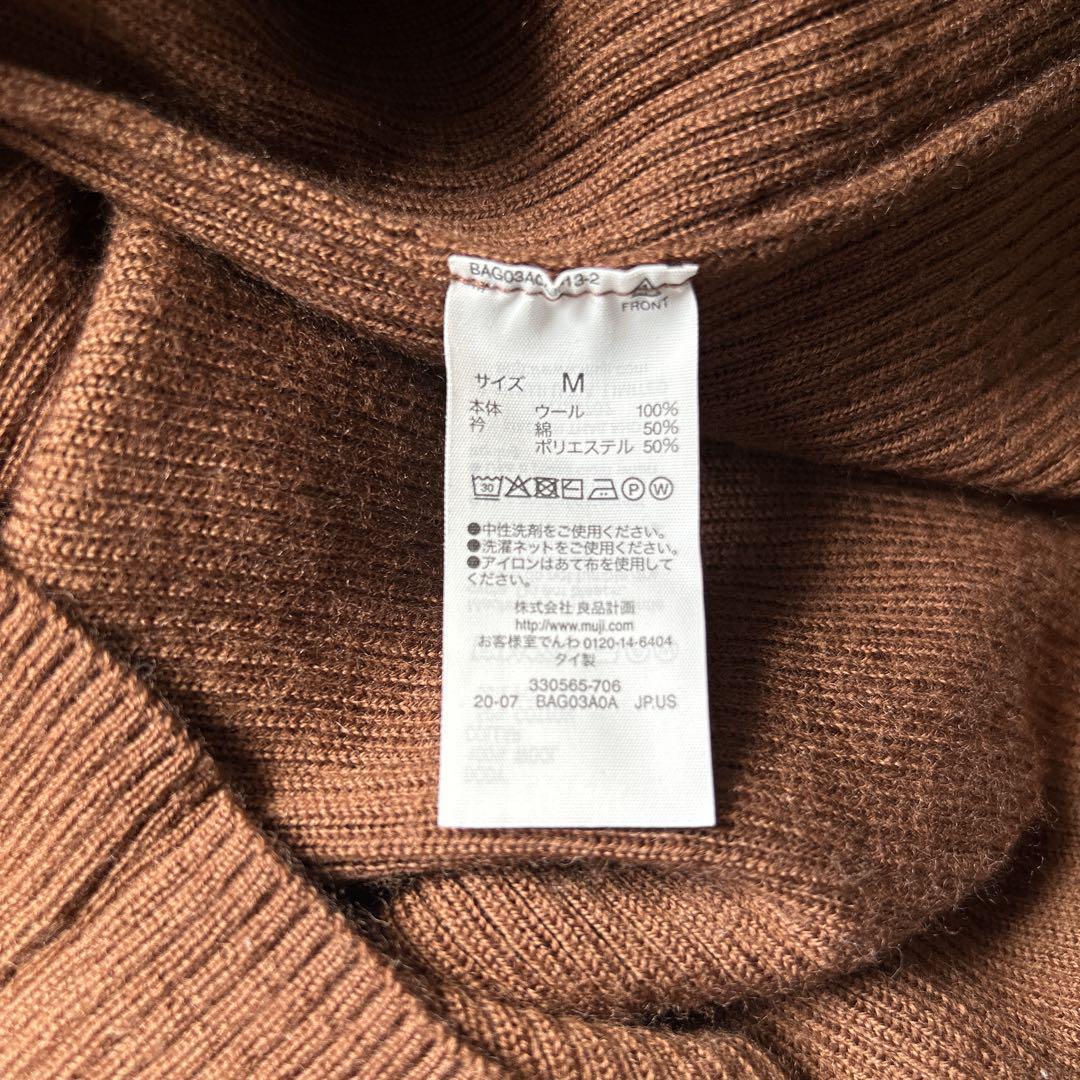 13-2
FRONT
サイズ M
本体 ウール 100%
衿 綿 50%
ポリエステル 50%
30 P W
●中性洗剤をご使用ください。
●洗濯ネットをご使用ください。
●アイロンはあて布を使用して
ください。
株式会社 良品計画
http://www.muji.com
お客様室でんわ 0120-14-6404
タイ製
330565-706
20-07 BAG03A0A JP.US